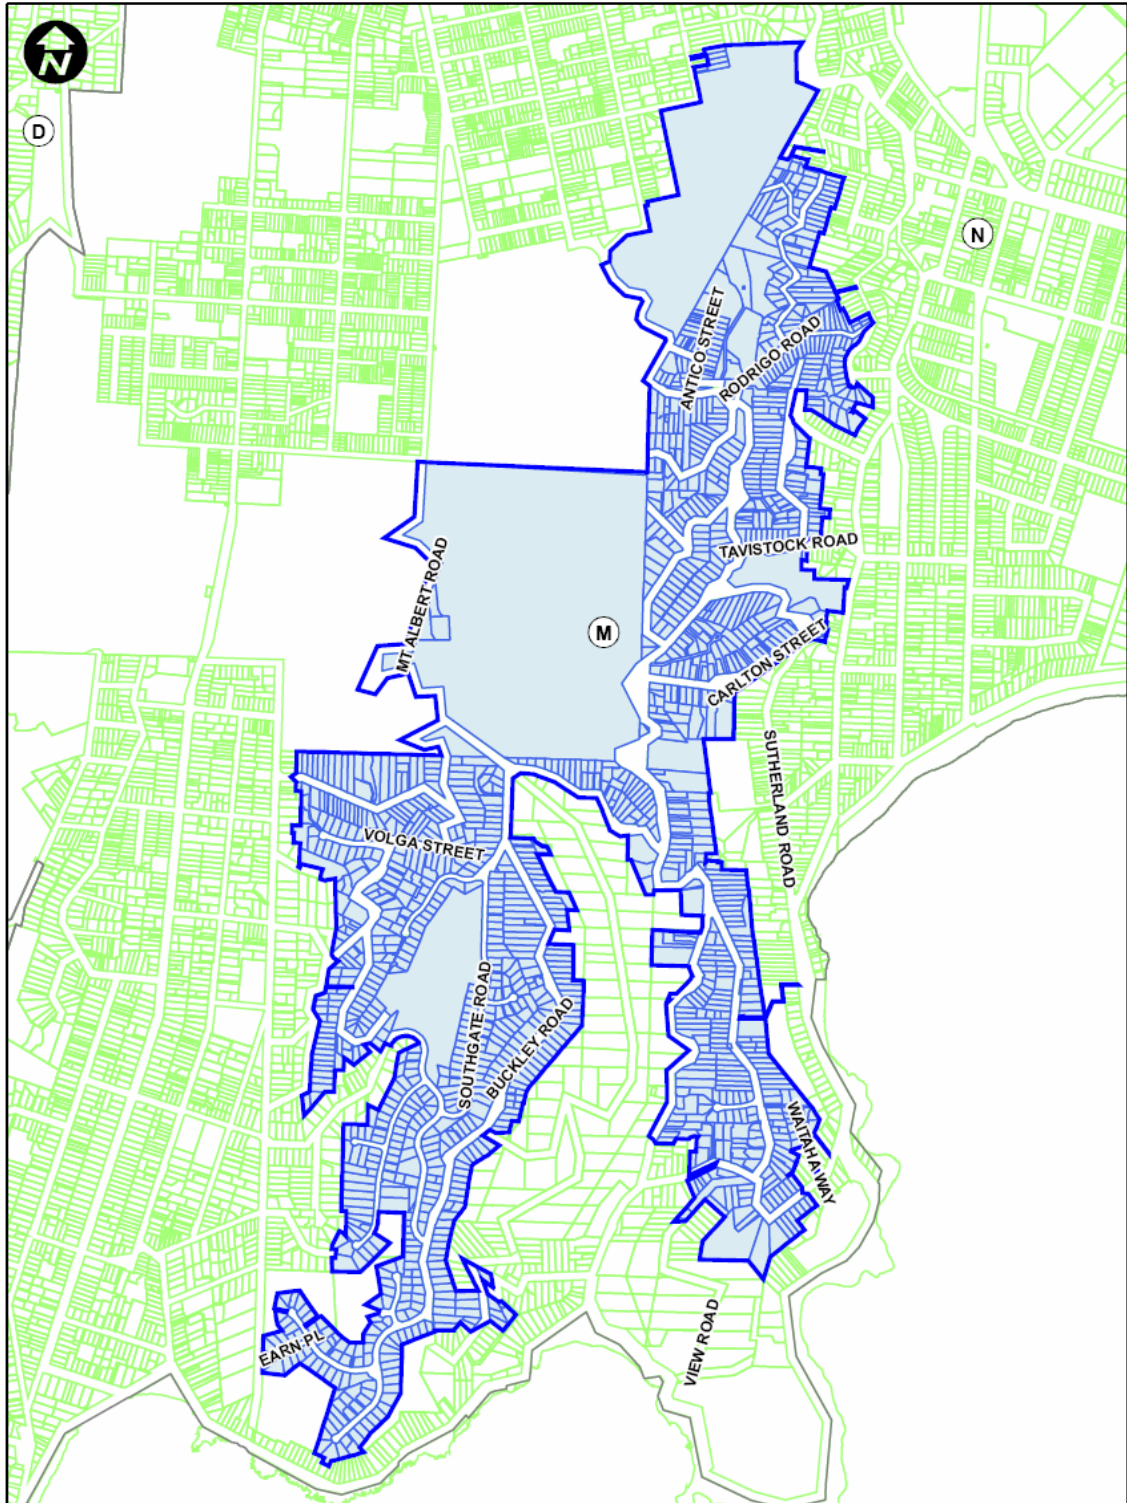 N
D
N
ANTICO STREET
RODRIGO ROAD
TAVISTOCK ROAD
MT ALBERT ROAD
M
CARLTON STREET
SUTHERLAND ROAD
VOLGA STREET
SOUTHGATE ROAD
BUCKLEY ROAD
WAITAHA WAY
EARN PL
VIEW ROAD